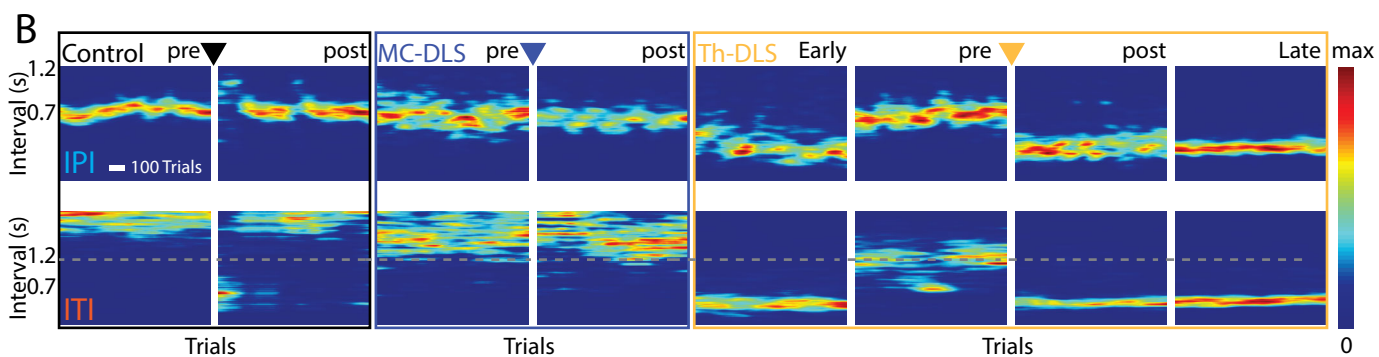 B
Control pre post
MC-DLS pre post
Th-DLS Early pre post Late
max
Interval (s)
1.2
0.7
IPI
100 Trials
Interval (s)
1.2
0.7
ITI
0
Trials
Trials
Trials